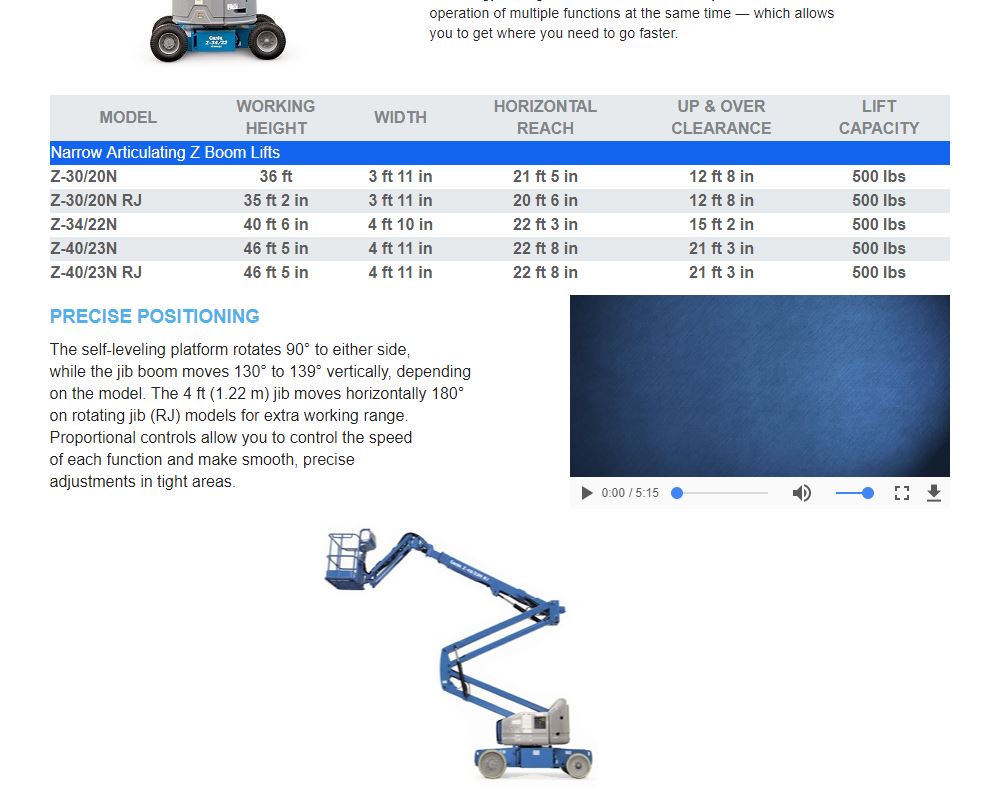 operation of multiple functions at the same time — which allows
you to get where you need to go faster.
Genie
Z-34/22
MODEL WORKING HEIGHT WIDTH HORIZONTAL REACH UP & OVER CLEARANCE LIFT CAPACITY
Narrow Articulating Z Boom Lifts
Z-30/20N 36 ft 3 ft 11 in 21 ft 5 in 12 ft 8 in 500 lbs
Z-30/20N RJ 35 ft 2 in 3 ft 11 in 20 ft 6 in 12 ft 8 in 500 lbs
Z-34/22N 40 ft 6 in 4 ft 10 in 22 ft 3 in 15 ft 2 in 500 lbs
Z-40/23N 46 ft 5 in 4 ft 11 in 22 ft 8 in 21 ft 3 in 500 lbs
Z-40/23N RJ 46 ft 5 in 4 ft 11 in 22 ft 8 in 21 ft 3 in 500 lbs
PRECISE POSITIONING
The self-leveling platform rotates 90° to either side,
while the jib boom moves 130° to 139° vertically, depending
on the model. The 4 ft (1.22 m) jib moves horizontally 180°
on rotating jib (RJ) models for extra working range.
Proportional controls allow you to control the speed
of each function and make smooth, precise
adjustments in tight areas.
0:00 / 5:15
Genie Z-40/23N RJ